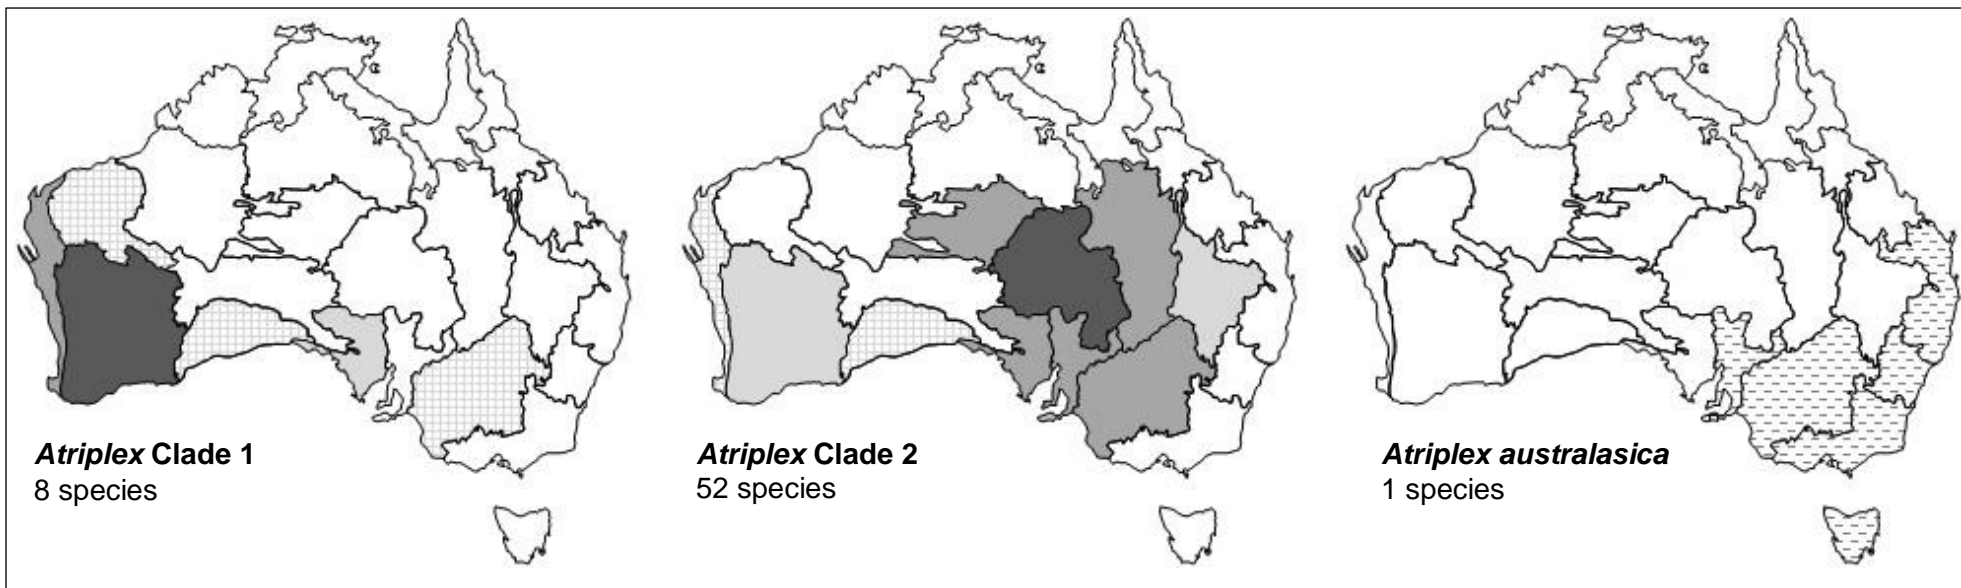 Atriplex Clade 1
8 species
Atriplex Clade 2
52 species
Atriplex australasica
1 species